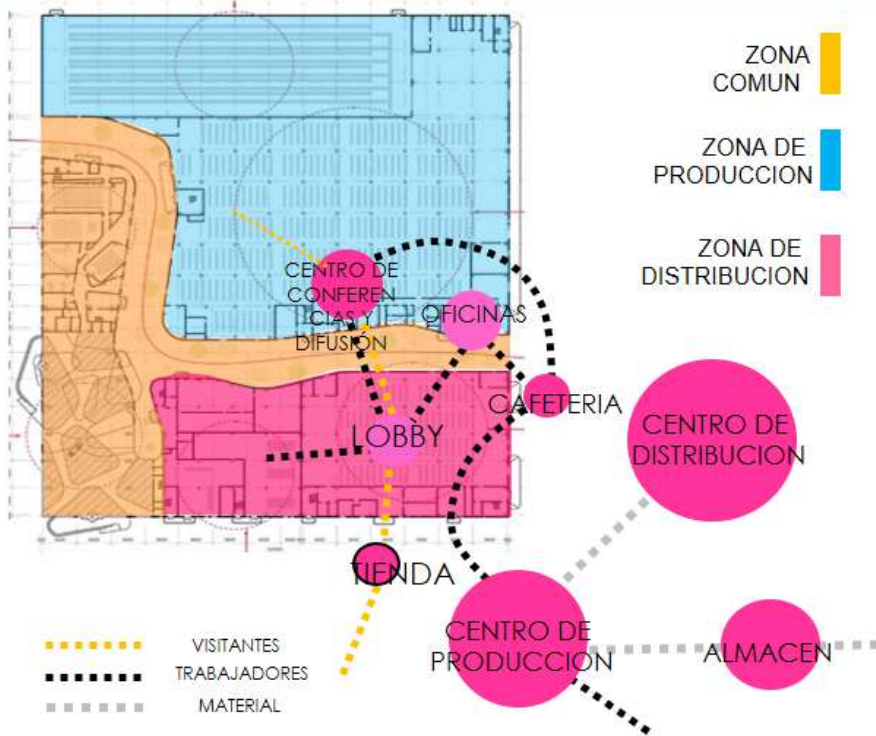 ZONA
COMUN
ZONA DE
PRODUCCION
ZONA DE
DISTRIBUCION
CENTRO DE
CONFEREN
CIAS Y
DIFUSIÓN
OFICINAS
CAFETERIA
LOBBY
CENTRO DE
DISTRIBUCION
TIENDA
CENTRO DE
PRODUCCION
ALMACEN
VISITANTES
TRABAJADORES
MATERIAL